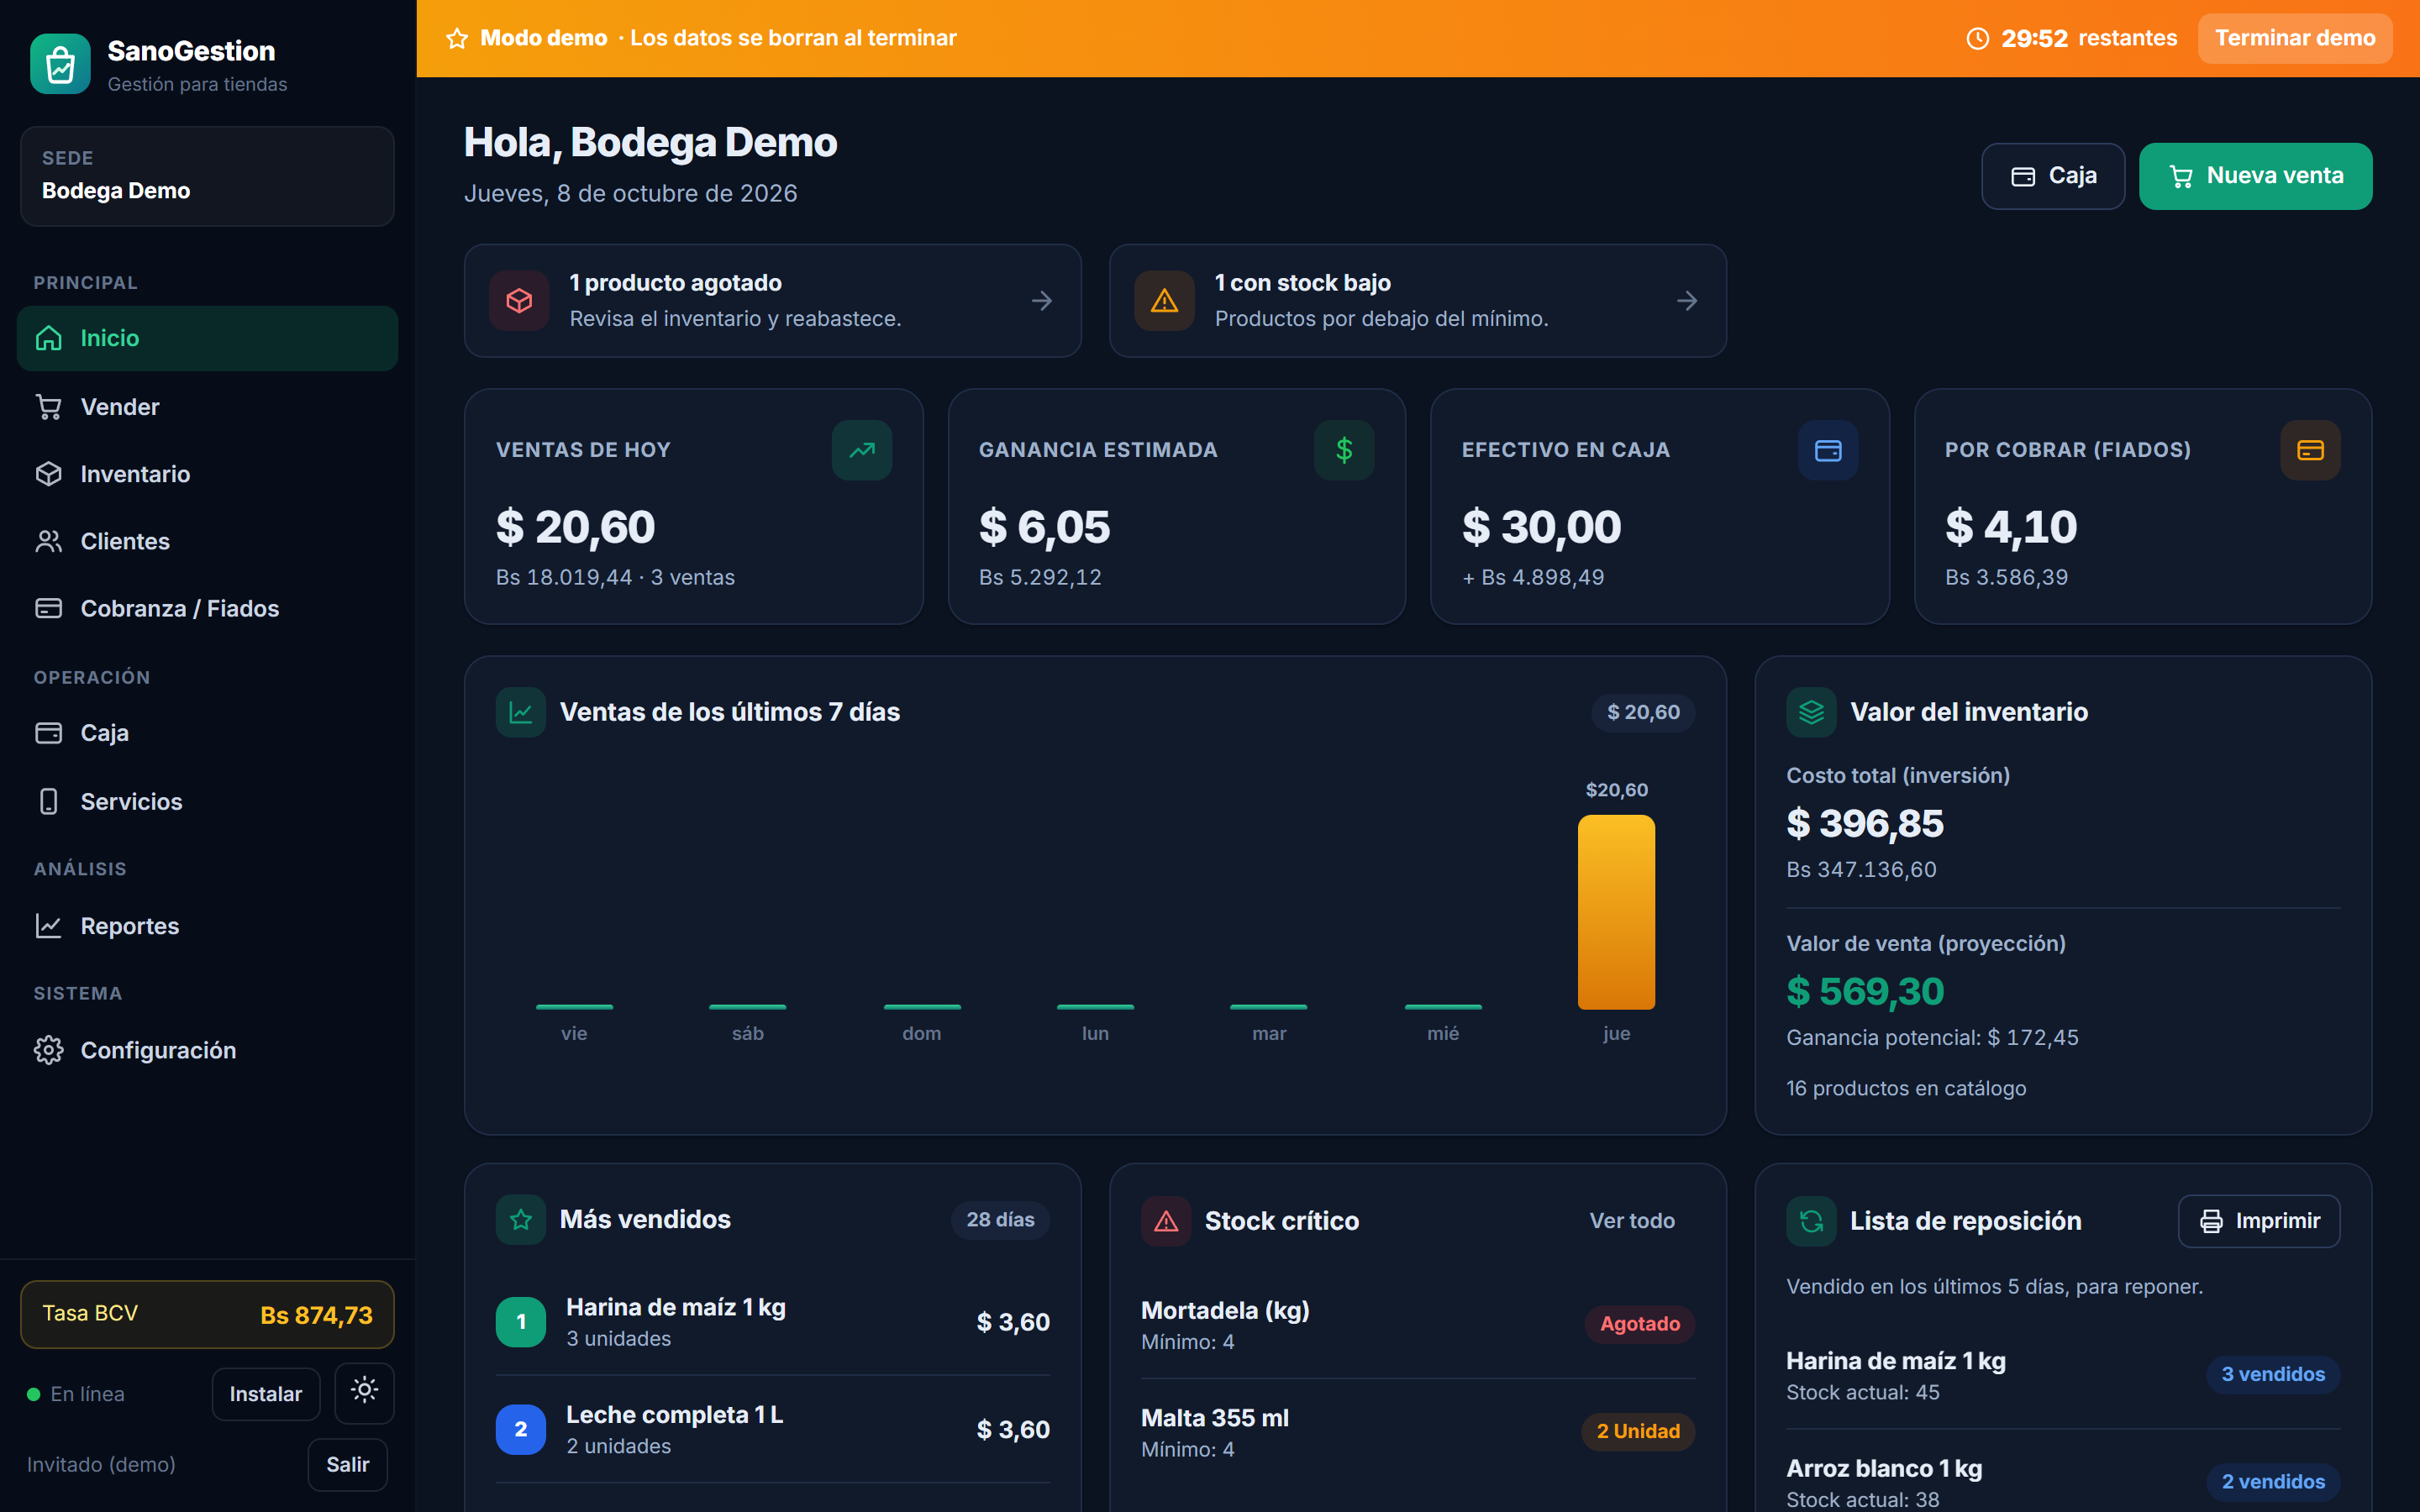 SanoGestion
Gestión para tiendas
SEDE
Bodega Demo
PRINCIPAL
Inicio
Vender
Inventario
Clientes
Cobranza / Fiados
OPERACIÓN
Caja
Servicios
ANÁLISIS
Reportes
SISTEMA
Configuración
Tasa BCV Bs 874,73
En línea Instalar
Invitado (demo) Salir
Modo demo · Los datos se borran al terminar 29:52 restantes Terminar demo
Hola, Bodega Demo
Jueves, 8 de octubre de 2026
Caja Nueva venta
1 producto agotado
Revisa el inventario y reabastece.
1 con stock bajo
Productos por debajo del mínimo.
VENTAS DE HOY
$ 20,60
Bs 18.019,44 · 3 ventas
GANANCIA ESTIMADA
$ 6,05
Bs 5.292,12
EFECTIVO EN CAJA
$ 30,00
+ Bs 4.898,49
POR COBRAR (FIADOS)
$ 4,10
Bs 3.586,39
Ventas de los últimos 7 días $ 20,60
$20,60
vie sáb dom lun mar mié jue
Valor del inventario
Costo total (inversión)
$ 396,85
Bs 347.136,60
Valor de venta (proyección)
$ 569,30
Ganancia potencial: $ 172,45
16 productos en catálogo
Más vendidos 28 días
1 Harina de maíz 1 kg $ 3,60
3 unidades
2 Leche completa 1 L $ 3,60
2 unidades
Stock crítico Ver todo
Mortadela (kg) Agotado
Mínimo: 4
Malta 355 ml 2 Unidad
Mínimo: 4
Lista de reposición Imprimir
Vendido en los últimos 5 días, para reponer.
Harina de maíz 1 kg 3 vendidos
Stock actual: 45
Arroz blanco 1 kg 2 vendidos
Stock actual: 38